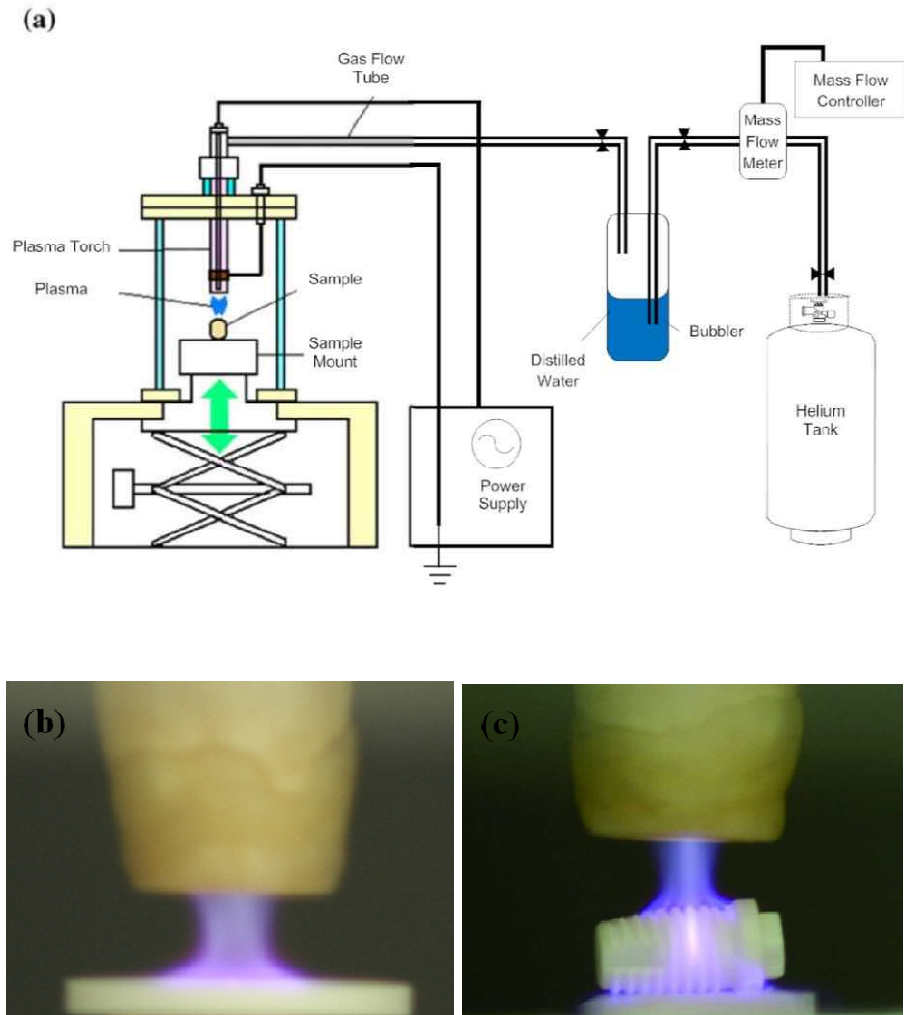 (a)
Gas Flow
Tube
Mass Flow
Controller
Mass
Flow
Meter
Plasma Torch
Plasma
Sample
Sample
Mount
Bubbler
Distilled
Water
Helium
Tank
Power
Supply
(b)
(c)